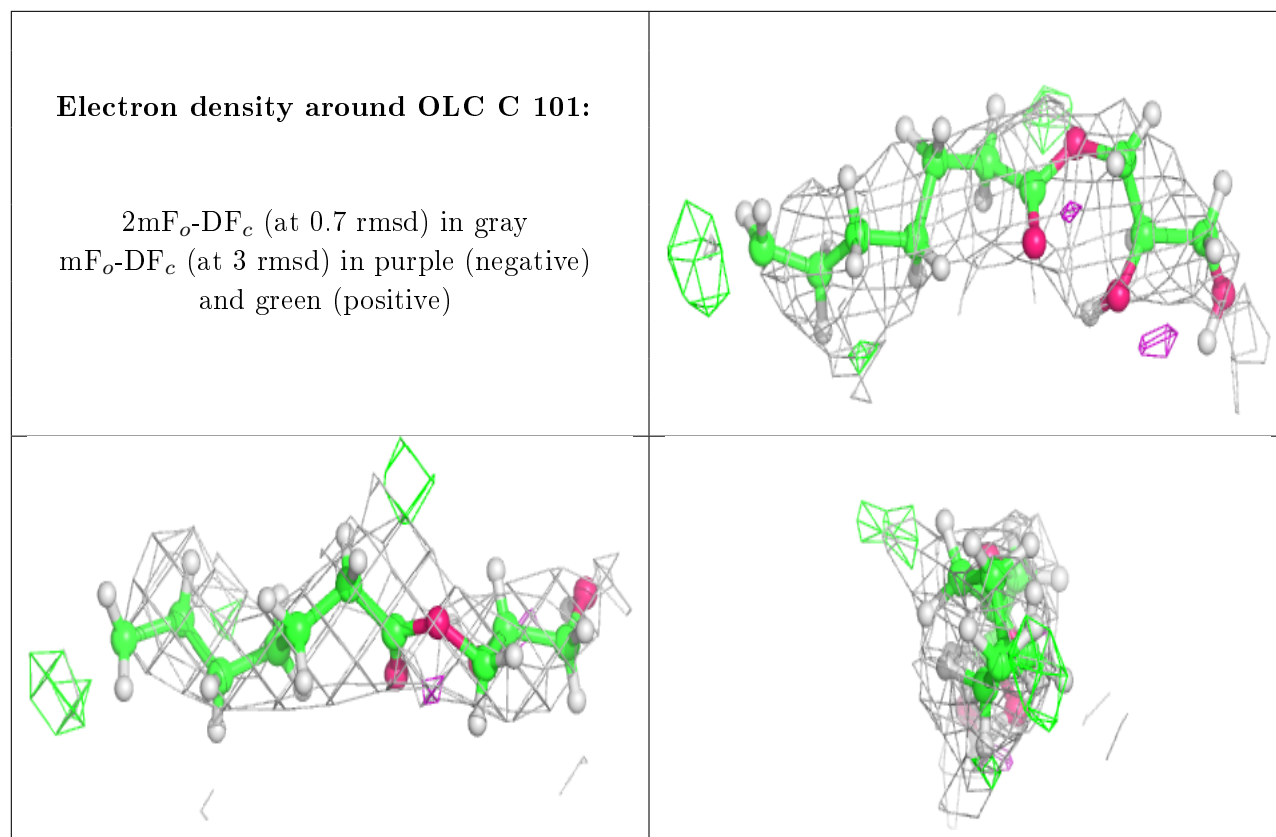 Electron density around OLC C 101:
2mFo-DFc (at 0.7 rmsd) in gray
mFo-DFc (at 3 rmsd) in purple (negative)
and green (positive)